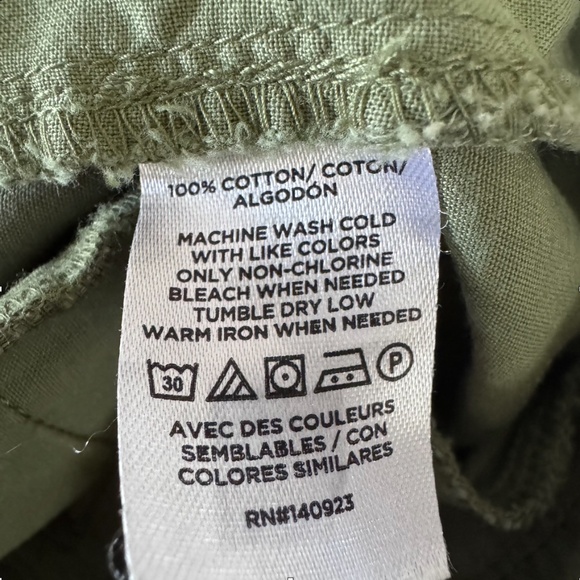 100% COTTON/ COTON/
ALGODÓN
MACHINE WASH COLD
WITH LIKE COLORS
ONLY NON-CHLORINE
BLEACH WHEN NEEDED
TUMBLE DRY LOW
WARM IRON WHEN NEEDED
30 P
AVEC DES COULEURS
SEMBLABLES / CON
COLORES SIMILARES
RN#140923